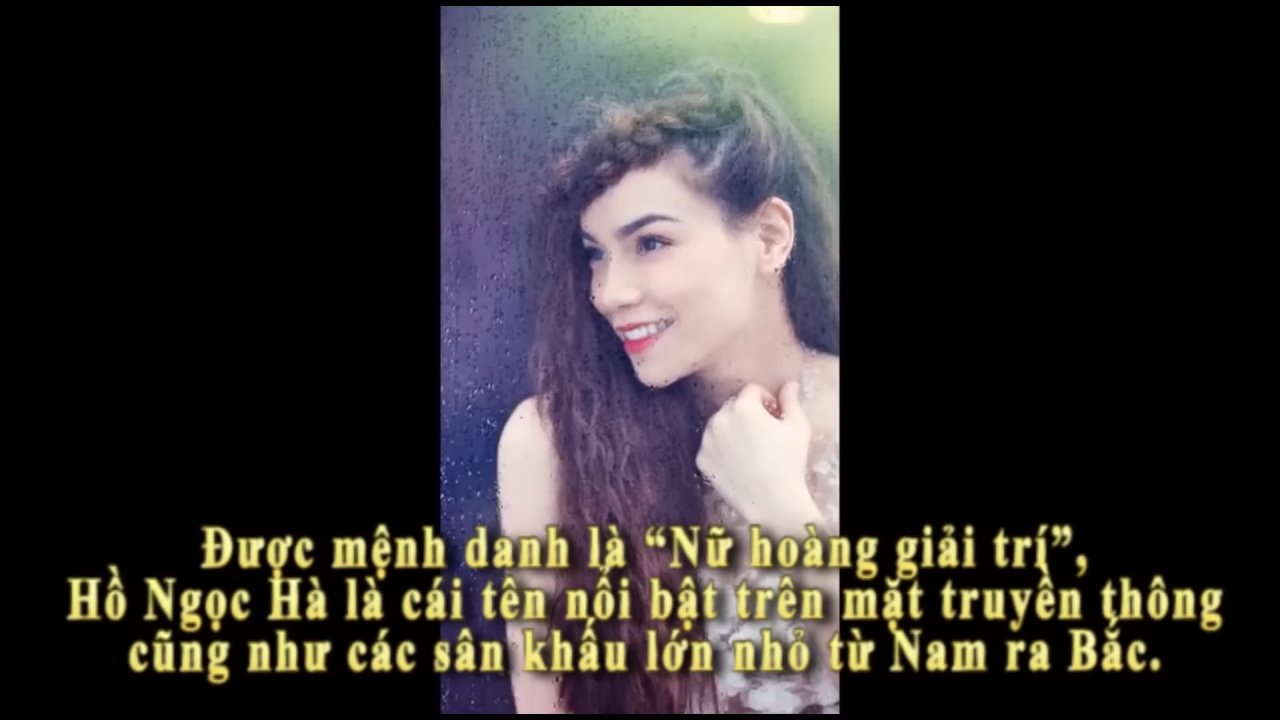 Được mệnh danh là “Nữ hoàng giải trí”,
Hồ Ngọc Hà là cái tên nổi bật trên mặt truyền thông
cũng như các sân khấu lớn nhỏ từ Nam ra Bắc.